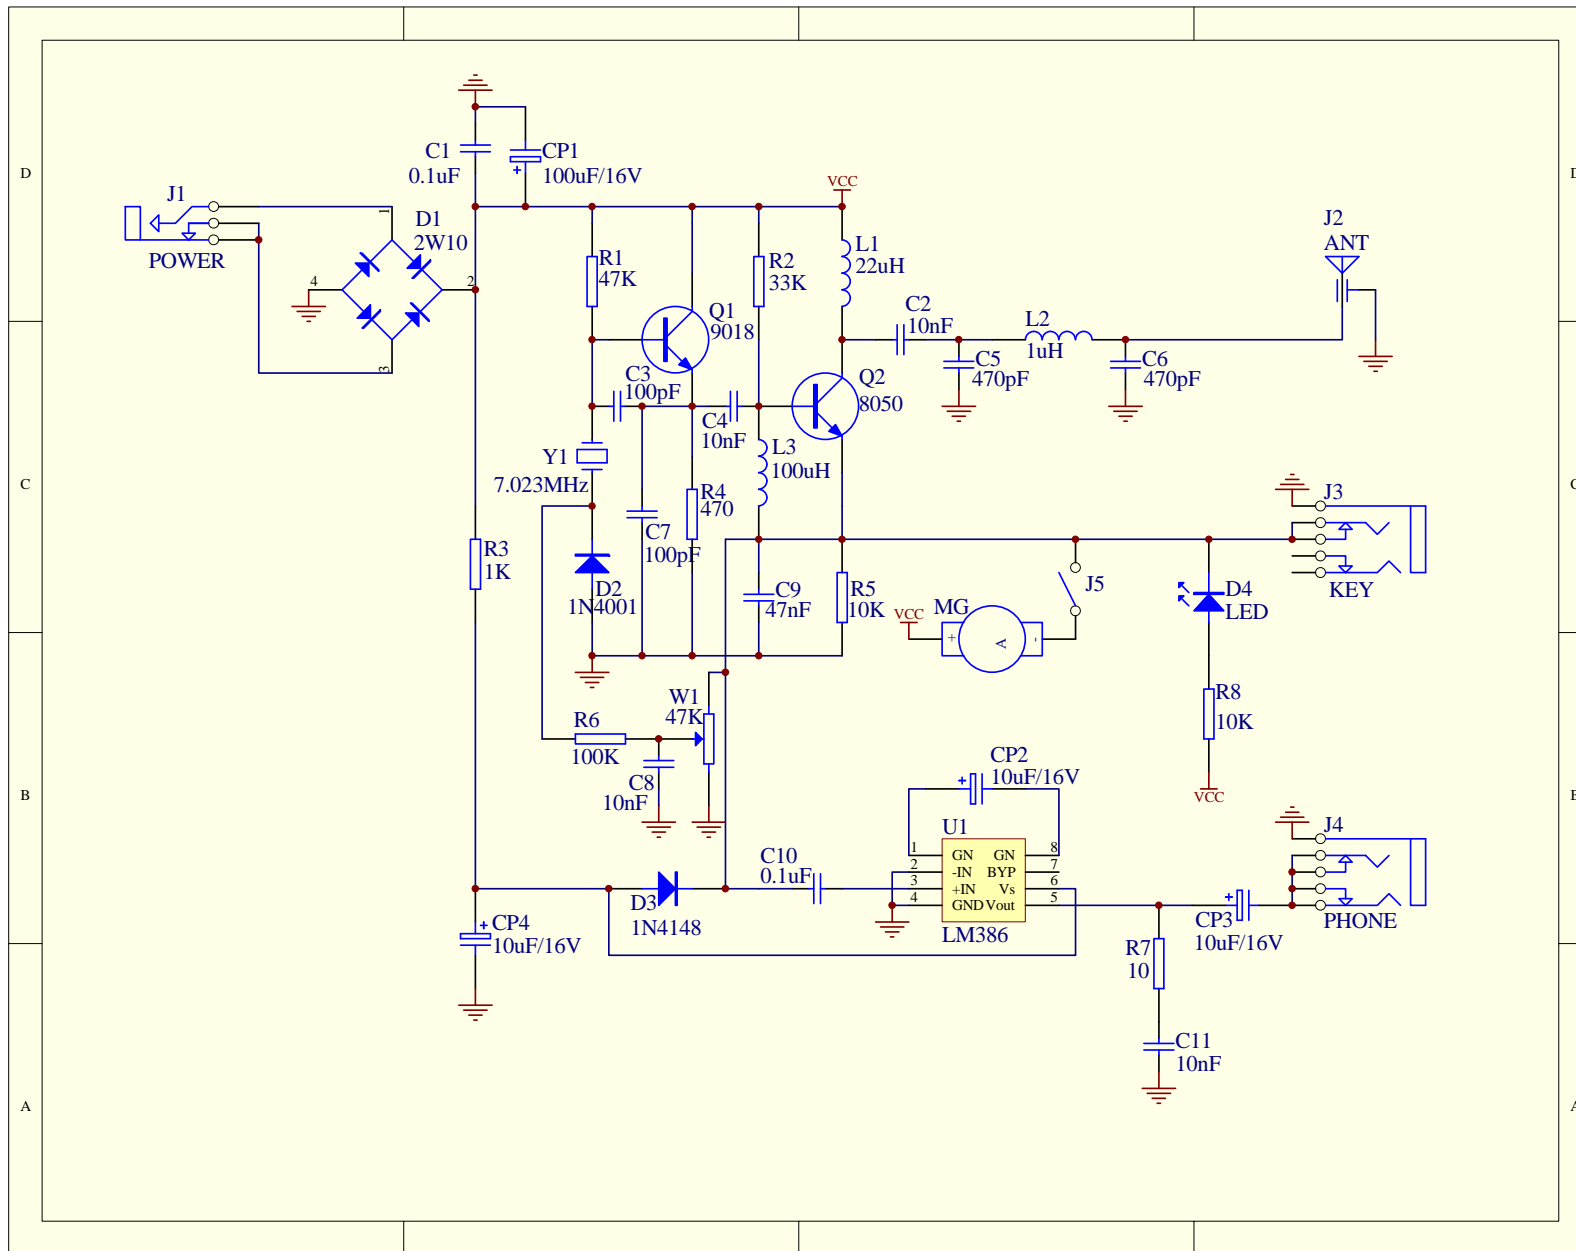 D
D
C1
0.1uF
CP1
100uF/16V
VCC
J1
POWER
1
D1
2W10
4
2
3
R1
47K
Q1
9018
R2
33K
L1
22uH
C2
10nF
L2
1uH
J2
ANT
C5
470pF
C6
470pF
C3
100pF
C4
10nF
Q2
8050
Y1
7.023MHz
L3
100uH
C
C
R4
470
C7
100pF
J3
KEY
R3
1K
D2
1N4001
C9
47nF
R5
10K
VCC
MG
+
A
-
J5
D4
LED
W1
47K
R6
100K
R8
10K
C8
10nF
VCC
B
B
CP2
10uF/16V
+
U1
1
2
3
4
GN
-IN
+IN
GND
GN
BYP
Vs
Vout
8
7
6
5
LM386
J4
PHONE
C10
0.1uF
D3
1N4148
CP4
10uF/16V
+
CP3
10uF/16V
+
R7
10
C11
10nF
A
A